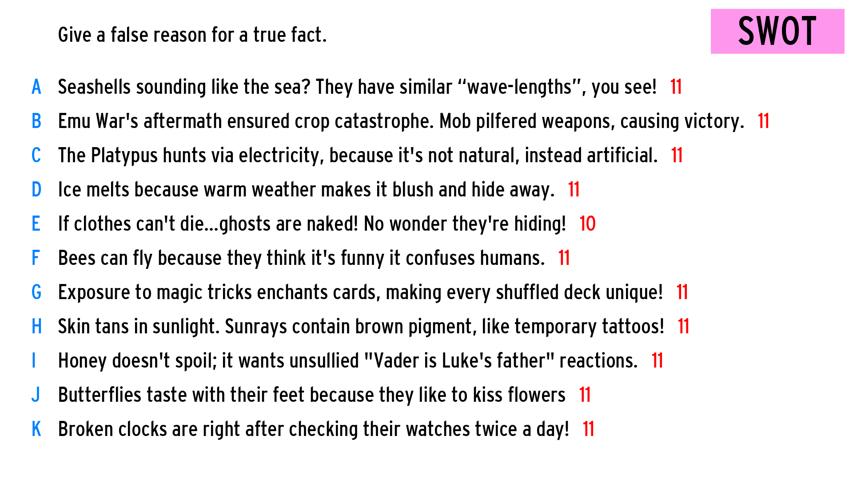 Give a false reason for a true fact.
SWOT
A Seashells sounding like the sea? They have similar “wave-lengths”, you see! 11
B Emu War's aftermath ensured crop catastrophe. Mob pilfered weapons, causing victory. 11
C The Platypus hunts via electricity, because it's not natural, instead artificial. 11
D Ice melts because warm weather makes it blush and hide away. 11
E If clothes can't die...ghosts are naked! No wonder they're hiding! 10
F Bees can fly because they think it's funny it confuses humans. 11
G Exposure to magic tricks enchants cards, making every shuffled deck unique! 11
H Skin tans in sunlight. Sunrays contain brown pigment, like temporary tattoos! 11
I Honey doesn't spoil; it wants unsullied "Vader is Luke's father" reactions. 11
J Butterflies taste with their feet because they like to kiss flowers 11
K Broken clocks are right after checking their watches twice a day! 11